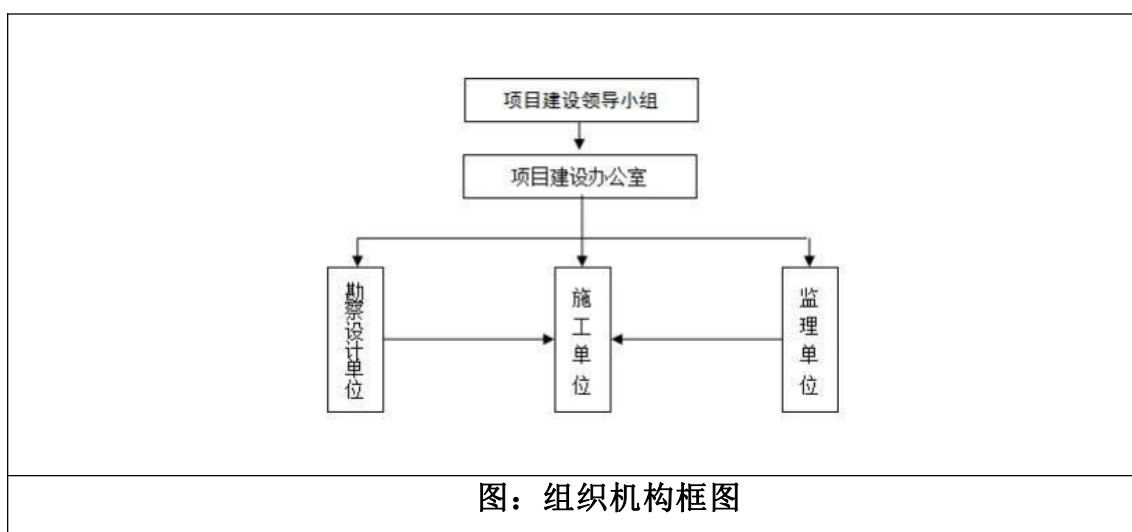 项目建设领导小组
项目建设办公室
勘察设计单位
施工单位
监理单位
图：组织机构框图